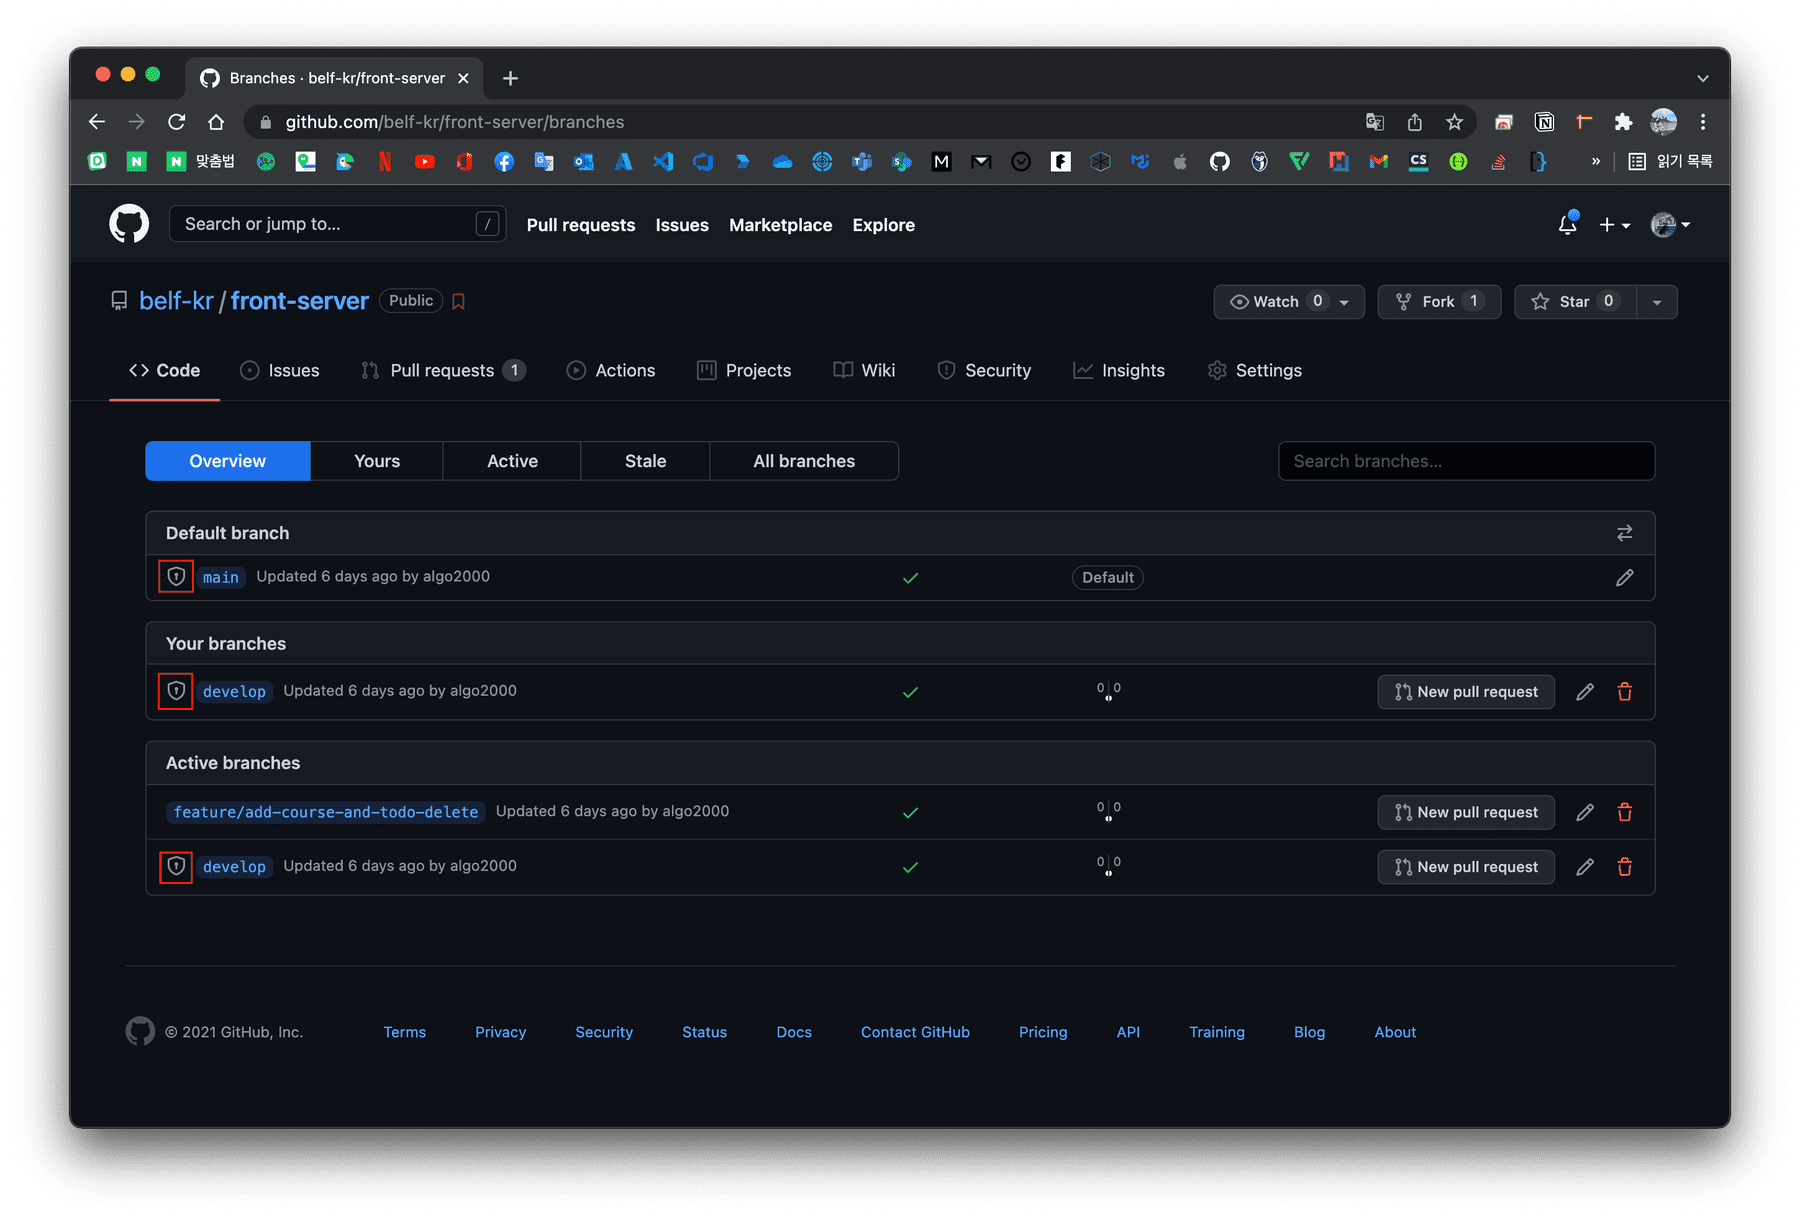 Branches · belf-kr/front-server
github.com/belf-kr/front-server/branches
맞춤법
M
CS
»
읽기 목록
Search or jump to...
/
Pull requests
Issues
Marketplace
Explore
belf-kr / front-server
Public
Watch 0
Fork 1
Star 0
Code
Issues
Pull requests 1
Actions
Projects
Wiki
Security
Insights
Settings
Overview
Yours
Active
Stale
All branches
Search branches...
Default branch
main Updated 6 days ago by algo2000
Default
Your branches
develop Updated 6 days ago by algo2000
0 | 0
New pull request
Active branches
feature/add-course-and-todo-delete Updated 6 days ago by algo2000
0 | 0
New pull request
develop Updated 6 days ago by algo2000
0 | 0
New pull request
© 2021 GitHub, Inc.
Terms
Privacy
Security
Status
Docs
Contact GitHub
Pricing
API
Training
Blog
About